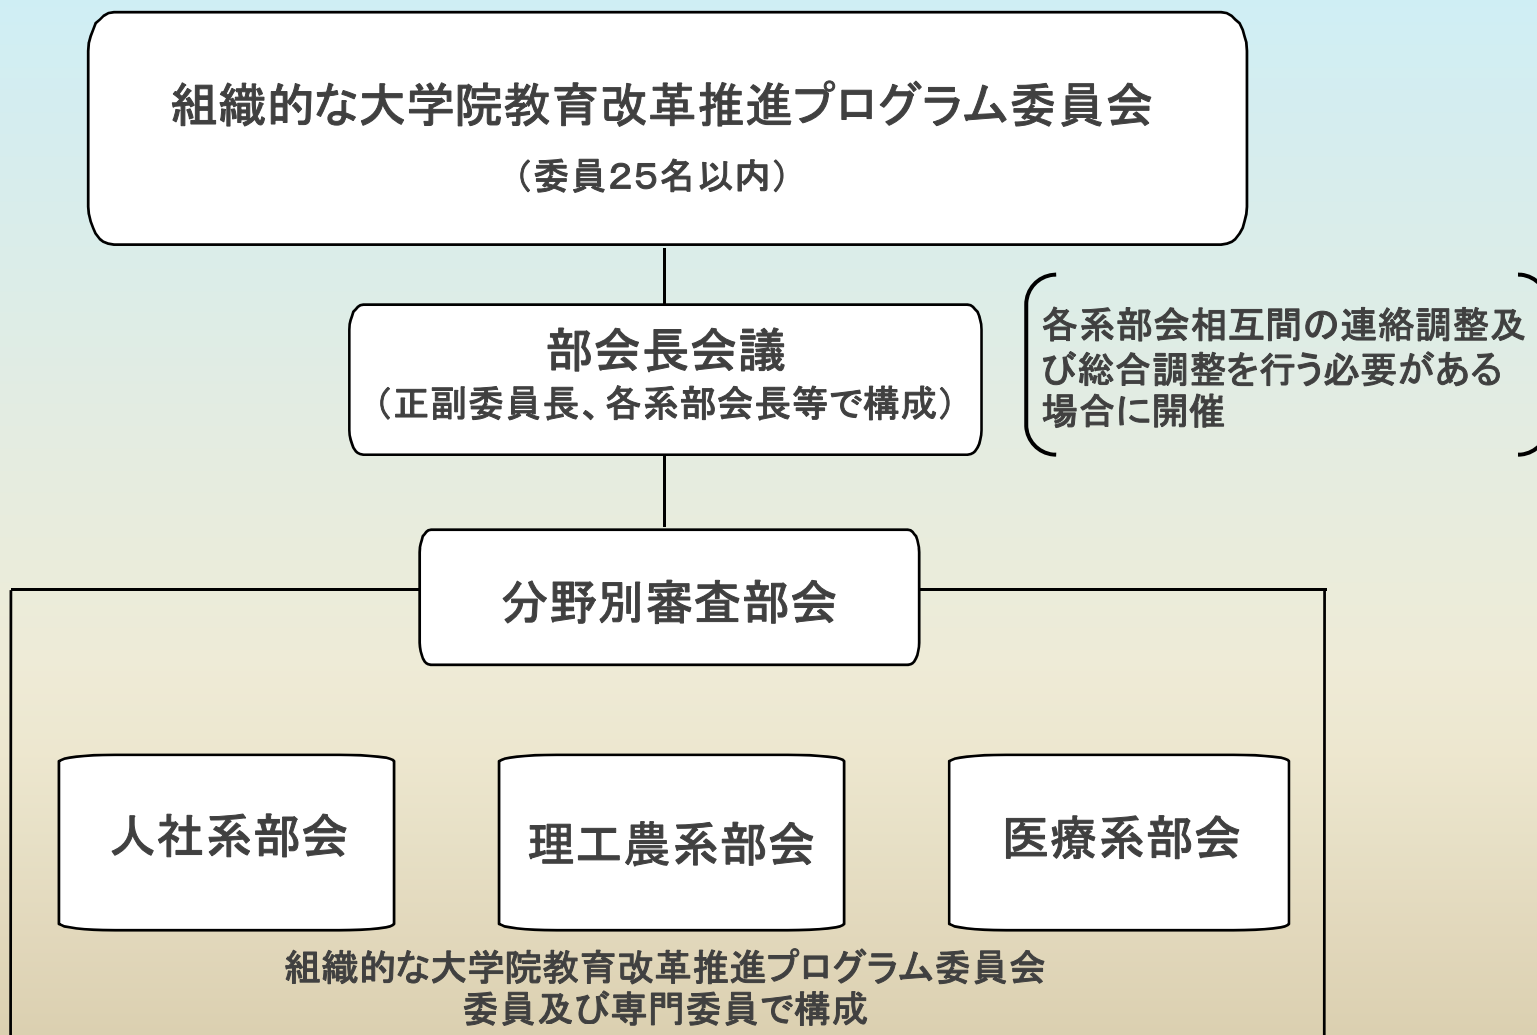 組織的な大学院教育改革推進プログラム委員会
（委員２５名以内）
部会長会議
（正副委員長、各系部会長等で構成）
各系部会相互間の連絡調整及
び総合調整を行う必要がある
場合に開催
分野別審査部会
人社系部会
理工農系部会
医療系部会
組織的な大学院教育改革推進プログラム委員会
委員及び専門委員で構成